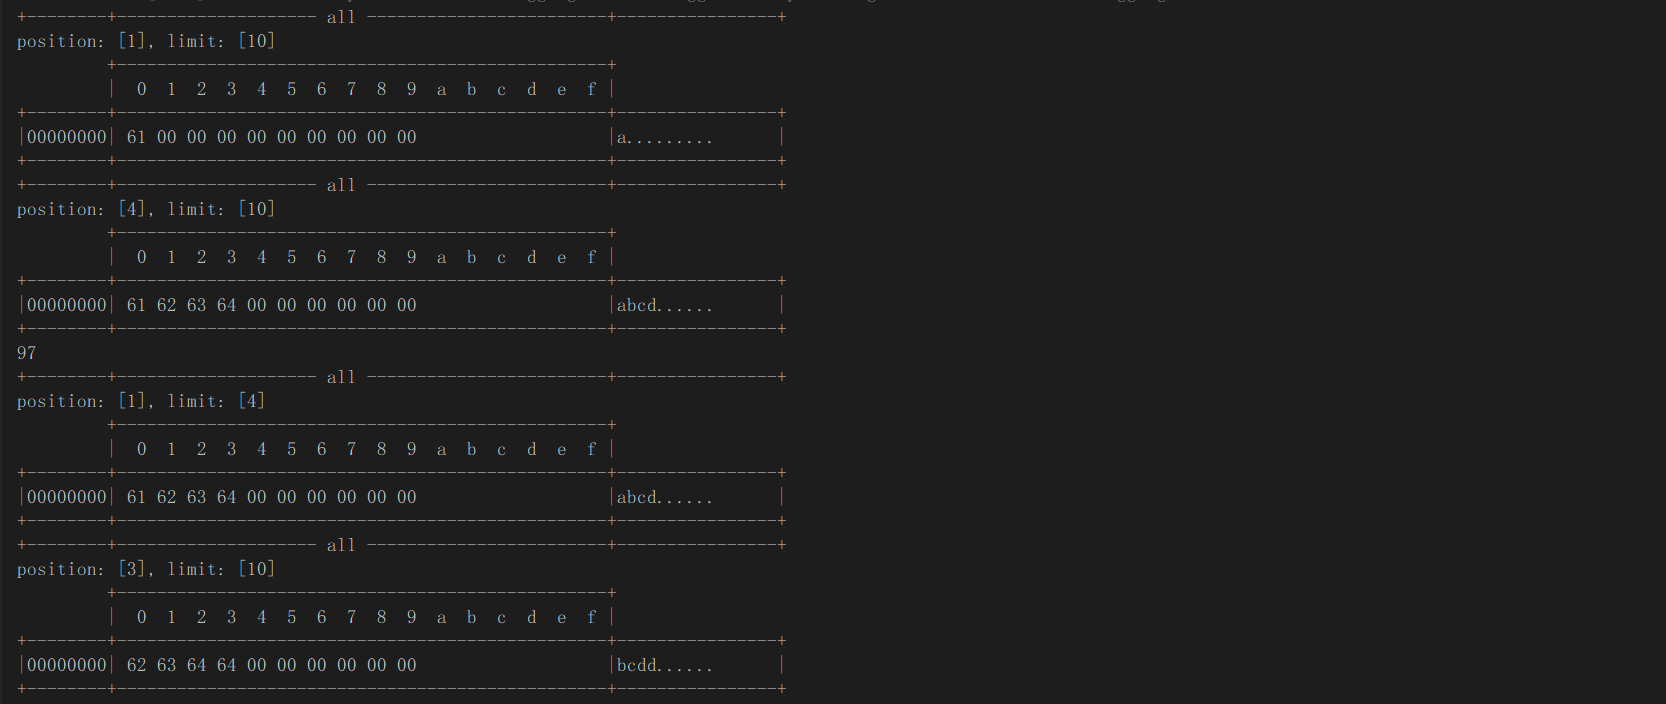 +--------+-------------------- all ------------------------+----------------+
position: [1], limit: [10]
         +-------------------------------------------------+
         |  0  1  2  3  4  5  6  7  8  9  a  b  c  d  e  f |
+--------+-------------------------------------------------+----------------+
|00000000| 61 00 00 00 00 00 00 00 00 00                   |a.........      |
+--------+-------------------------------------------------+----------------+
+--------+-------------------- all ------------------------+----------------+
position: [4], limit: [10]
         +-------------------------------------------------+
         |  0  1  2  3  4  5  6  7  8  9  a  b  c  d  e  f |
+--------+-------------------------------------------------+----------------+
|00000000| 61 62 63 64 00 00 00 00 00 00                   |abcd......      |
+--------+-------------------------------------------------+----------------+
97
+--------+-------------------- all ------------------------+----------------+
position: [1], limit: [4]
         +-------------------------------------------------+
         |  0  1  2  3  4  5  6  7  8  9  a  b  c  d  e  f |
+--------+-------------------------------------------------+----------------+
|00000000| 61 62 63 64 00 00 00 00 00 00                   |abcd......      |
+--------+-------------------------------------------------+----------------+
+--------+-------------------- all ------------------------+----------------+
position: [3], limit: [10]
         +-------------------------------------------------+
         |  0  1  2  3  4  5  6  7  8  9  a  b  c  d  e  f |
+--------+-------------------------------------------------+----------------+
|00000000| 62 63 64 64 00 00 00 00 00 00                   |bcdd......      |
+--------+-------------------------------------------------+----------------+